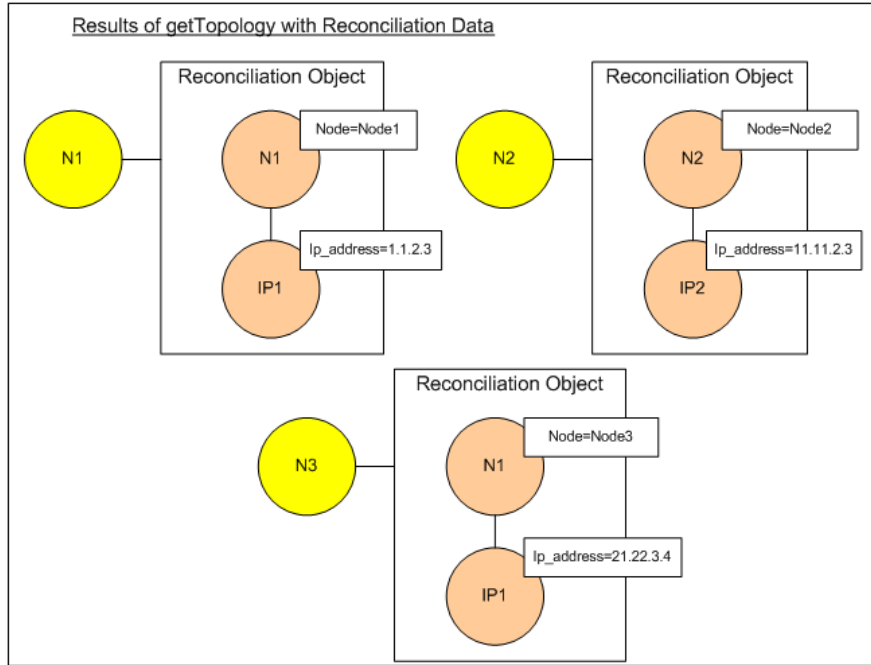 Results of getTopology with Reconciliation Data
Reconciliation Object
N1
N1
Node=Node1
Ip_address=1.1.2.3
IP1
Reconciliation Object
N2
N2
Node=Node2
Ip_address=11.11.2.3
IP2
Reconciliation Object
N3
N1
Node=Node3
Ip_address=21.22.3.4
IP1